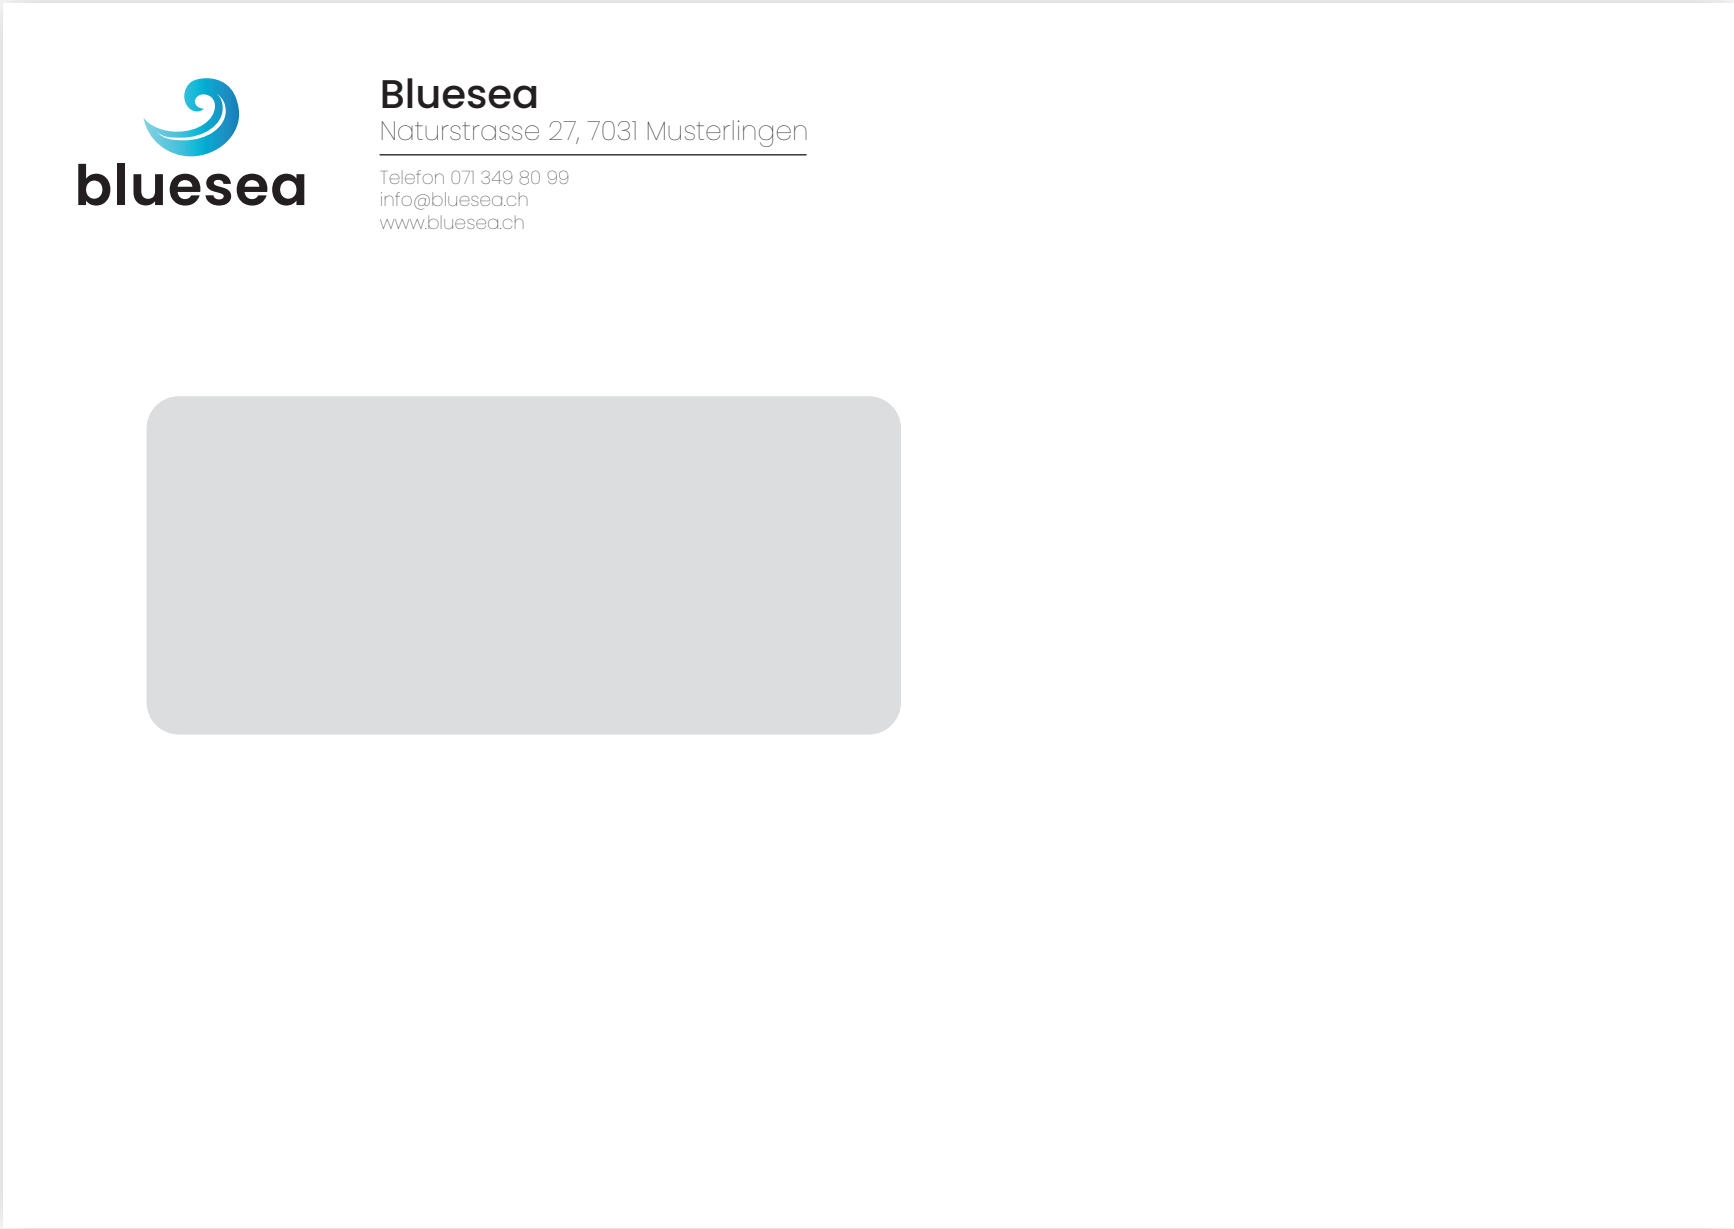 bluesea
Bluesea
Naturstrasse 27, 7031 Musterlingen
Telefon 071 349 80 99
info@bluesea.ch
www.bluesea.ch